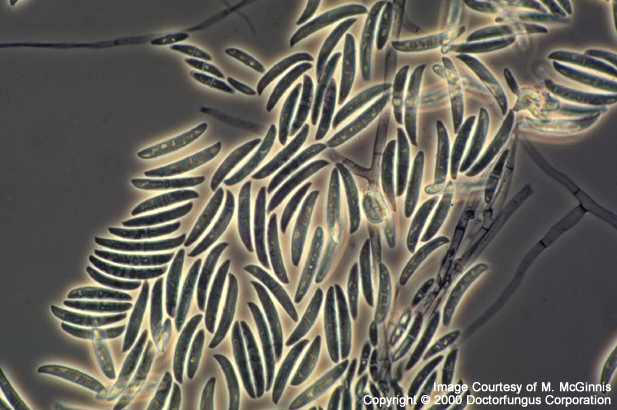 Image Courtesy of M. McGinnis
Copyright © 2000 Doctorfungus Corporation